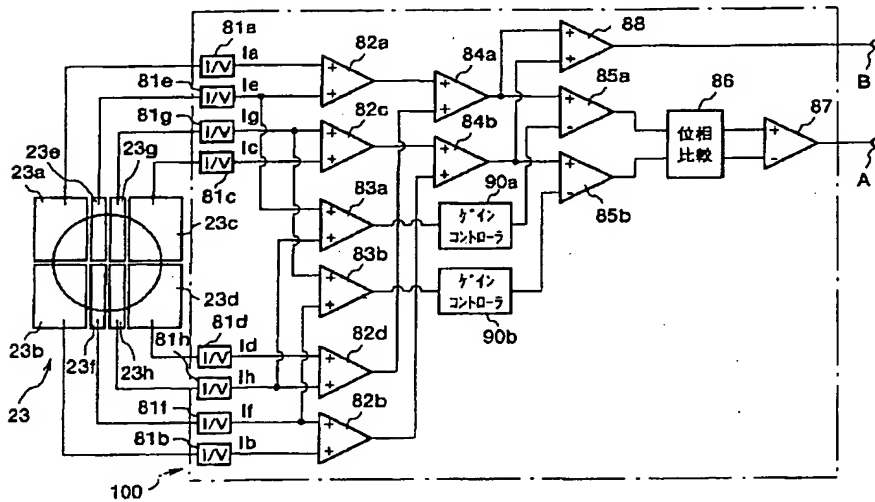 81a
I/V
Ia
81e
I/V
Ie
81g
I/V
Ig
I/V
Ic
81c
23e
23a
23g
23c
23d
23b
23f
23h
23
81d
I/V
Id
81h
I/V
Ih
81f
I/V
If
81b
I/V
Ib
100
82a
+
+
82c
+
+
83a
+
+
83b
+
+
82d
+
+
82b
+
+
84a
+
+
84b
+
+
90a
ゲイン
コントローラ
ゲイン
コントローラ
90b
88
+
+
85a
+
-
+
-
85b
86
位相
比較
87
+
-
B
A